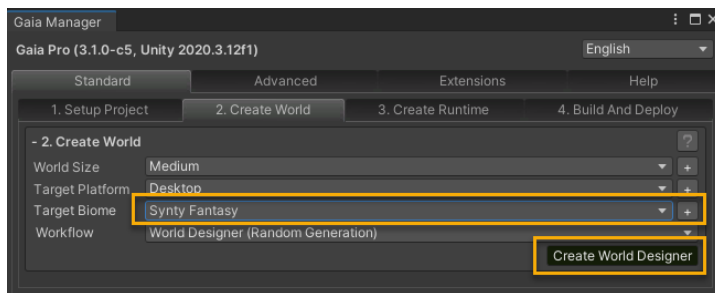 Gaia Manager
Gaia Pro (3.1.0-c5, Unity 2020.3.12f1) English
Standard Advanced Extensions Help
1. Setup Project 2. Create World 3. Create Runtime 4. Build And Deploy
- 2. Create World ?
World Size Medium +
Target Platform Desktop +
Target Biome Synty Fantasy +
Workflow World Designer (Random Generation)
Create World Designer